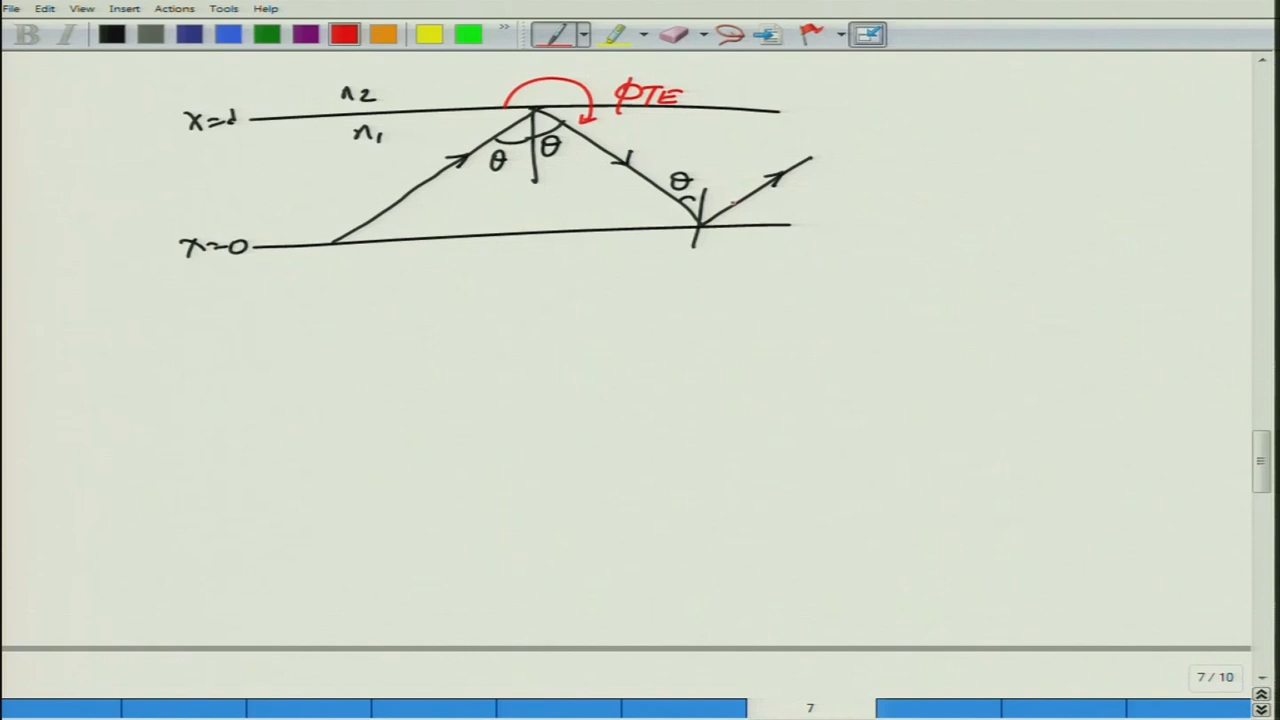 File Edit View Insert Actions Tools Help
B I
n2
x=d
n1
ΦTE
θ θ
θ
x=0
7 / 10
7